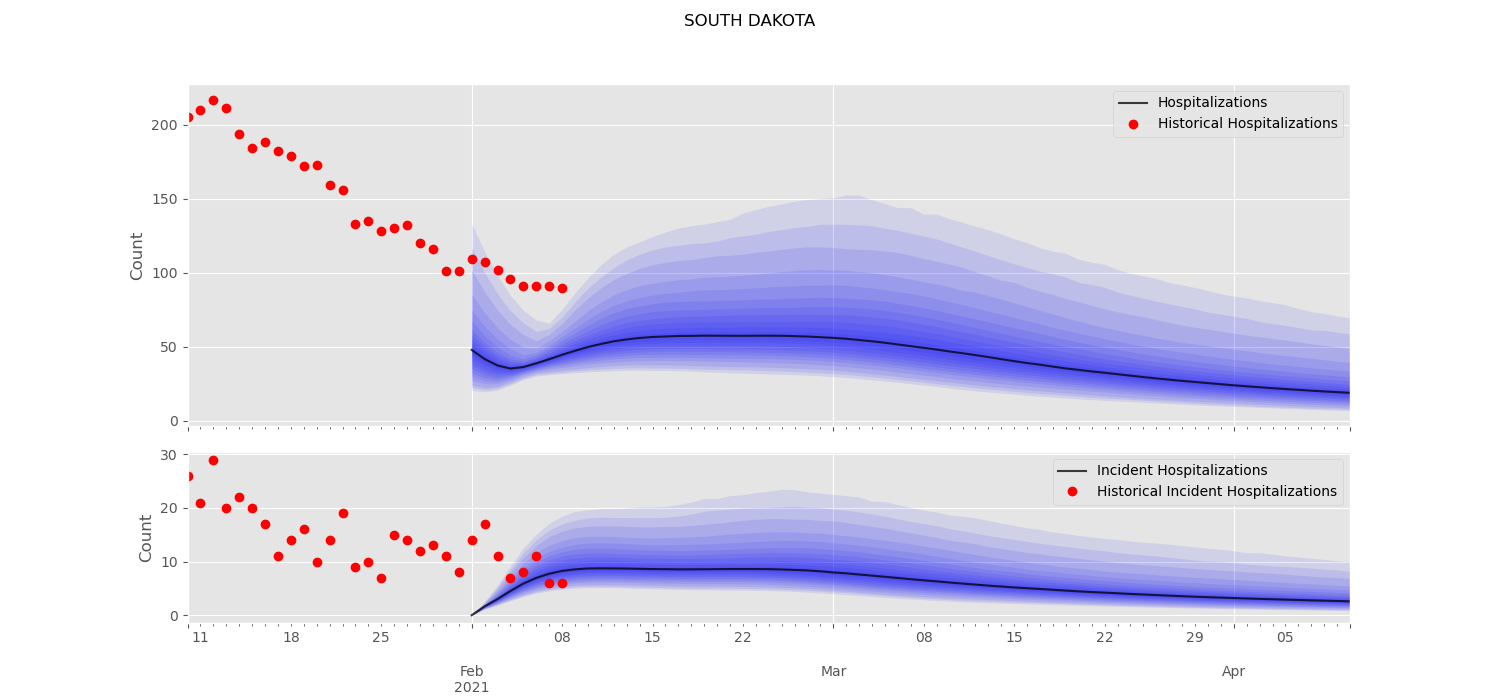 SOUTH DAKOTA
Hospitalizations
Historical Hospitalizations
Count
200
150
100
50
0
Incident Hospitalizations
Historical Incident Hospitalizations
Count
30
20
10
0
11 18 25 08 15 22 08 15 22 29 05
Feb Mar Apr
2021